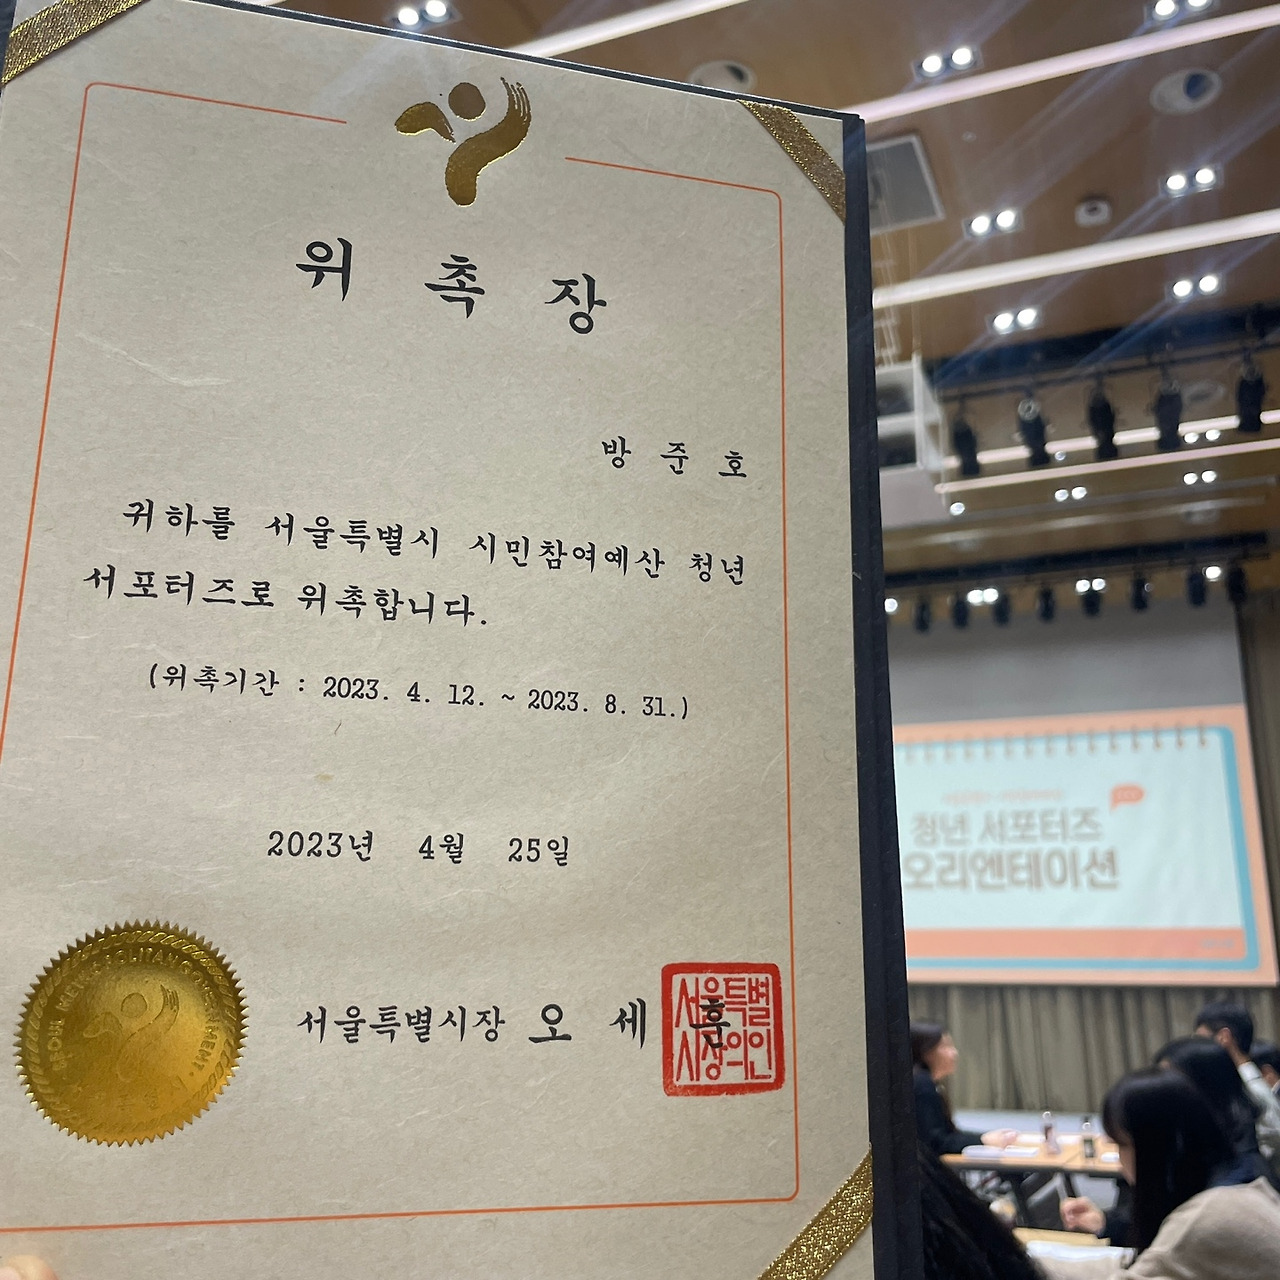 위 촉 장
방 준 호
귀하를 서울특별시 시민참여예산 청년
서포터즈로 위촉합니다.
(위촉기간 : 2023. 4. 12. ~ 2023. 8. 31.)
2023년 4월 25일
서울특별시장 오 세 훈
서울특별
시장의인
SEOUL METROPOLITAN GOVERNMENT
청년 서포터즈
오리엔테이션